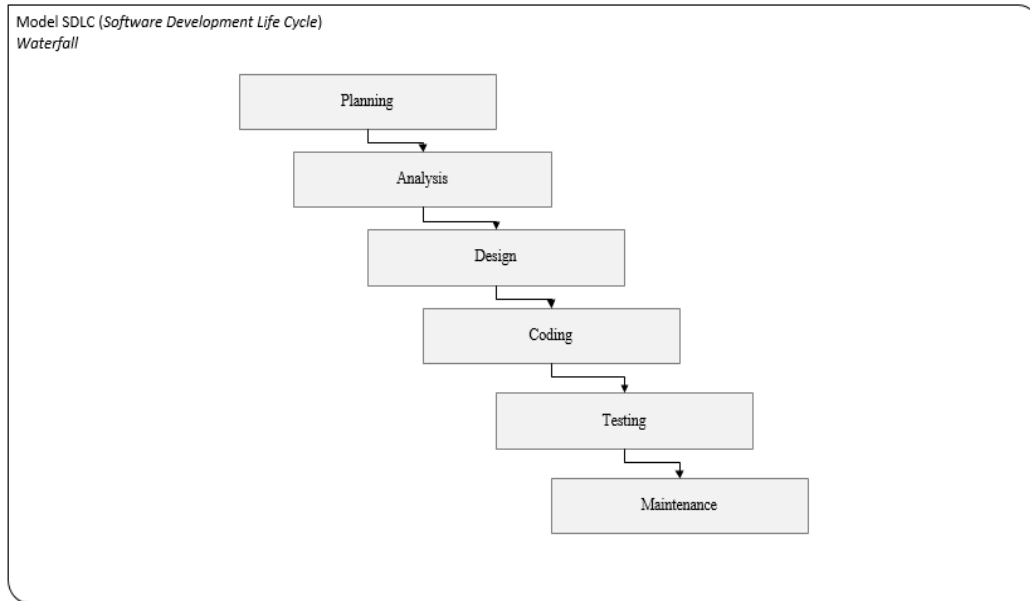 Model SDLC (Software Development Life Cycle)
Waterfall
Planning
Analysis
Design
Coding
Testing
Maintenance